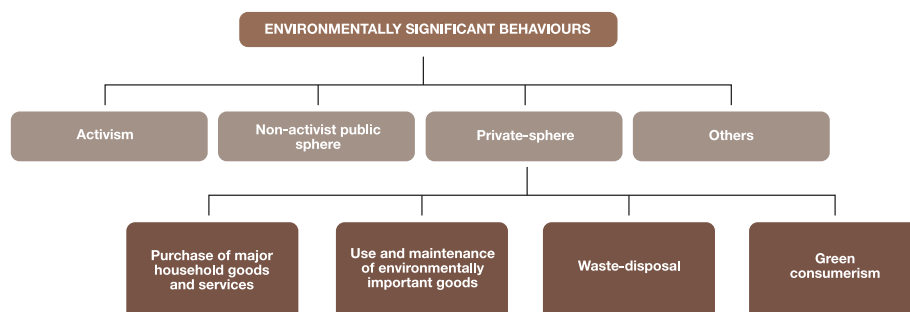 ENVIRONMENTALLY SIGNIFICANT BEHAVIOURS
Activism
Non-activist public
sphere
Private-sphere
Others
Purchase of major
household goods
and services
Use and maintenance
of environmentally
important goods
Waste-disposal
Green
consumerism